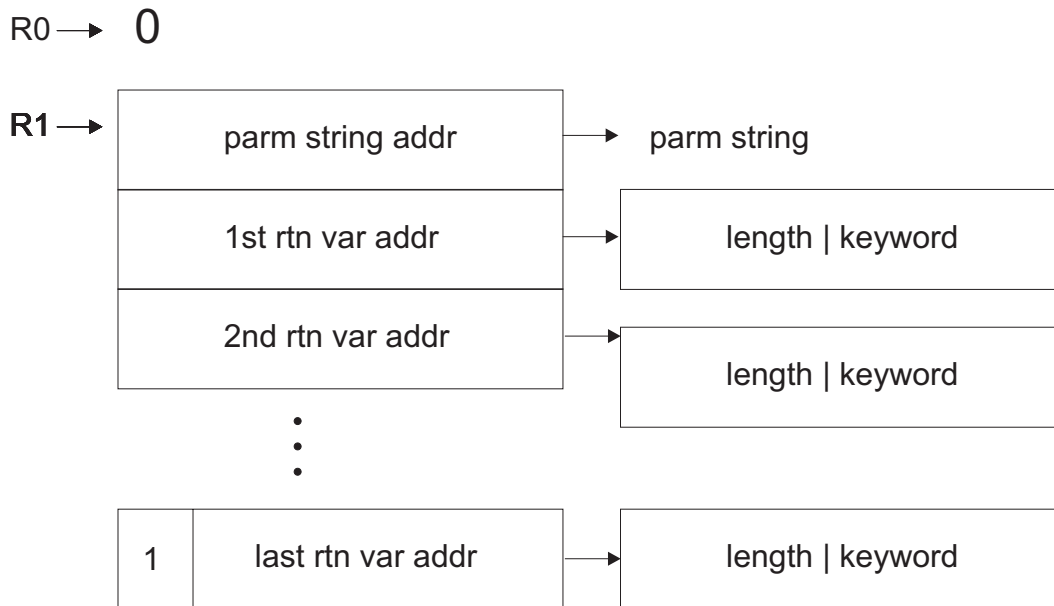 R0 0
R1
parm string addr parm string
1st rtn var addr length | keyword
2nd rtn var addr
length | keyword
1 last rtn var addr length | keyword